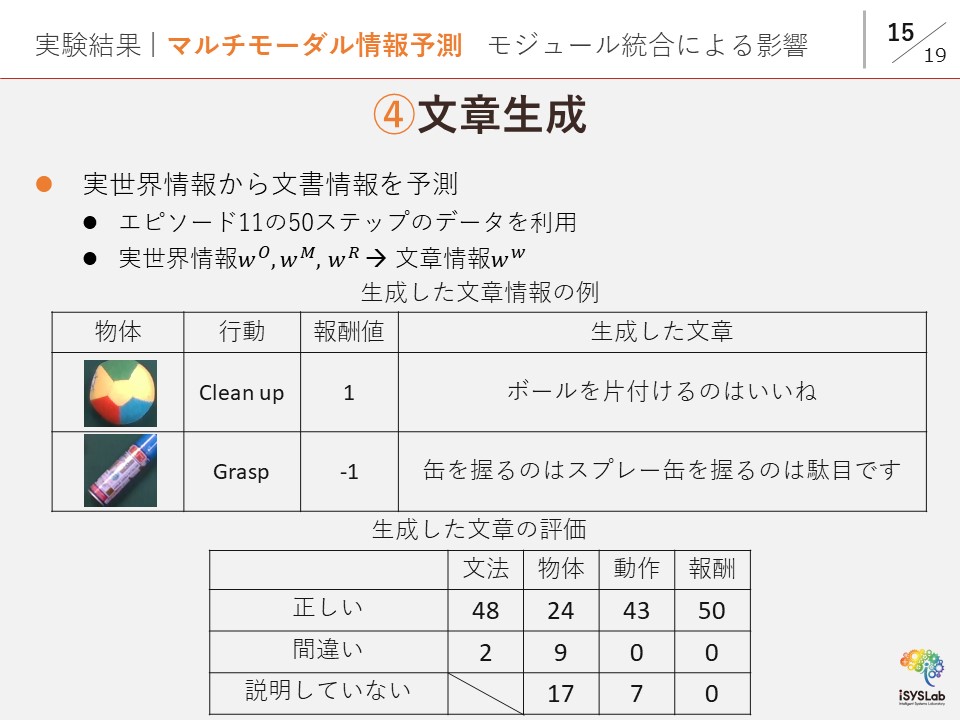 実験結果 | マルチモーダル情報予測 モジュール統合による影響
15/19
④文章生成
● 実世界情報から文書情報を予測
● エピソード11の50ステップのデータを利用
● 実世界情報w^O, w^M, w^R → 文章情報w^w
生成した文章情報の例
物体 行動 報酬値 生成した文章
Clean up 1 ボールを片付けるのはいいね
Grasp -1 缶を握るのはスプレー缶を握るのは駄目です
生成した文章の評価
文法 物体 動作 報酬
正しい 48 24 43 50
間違い 2 9 0 0
説明していない 17 7 0
iSYSLab
Intelligent Systems Laboratory